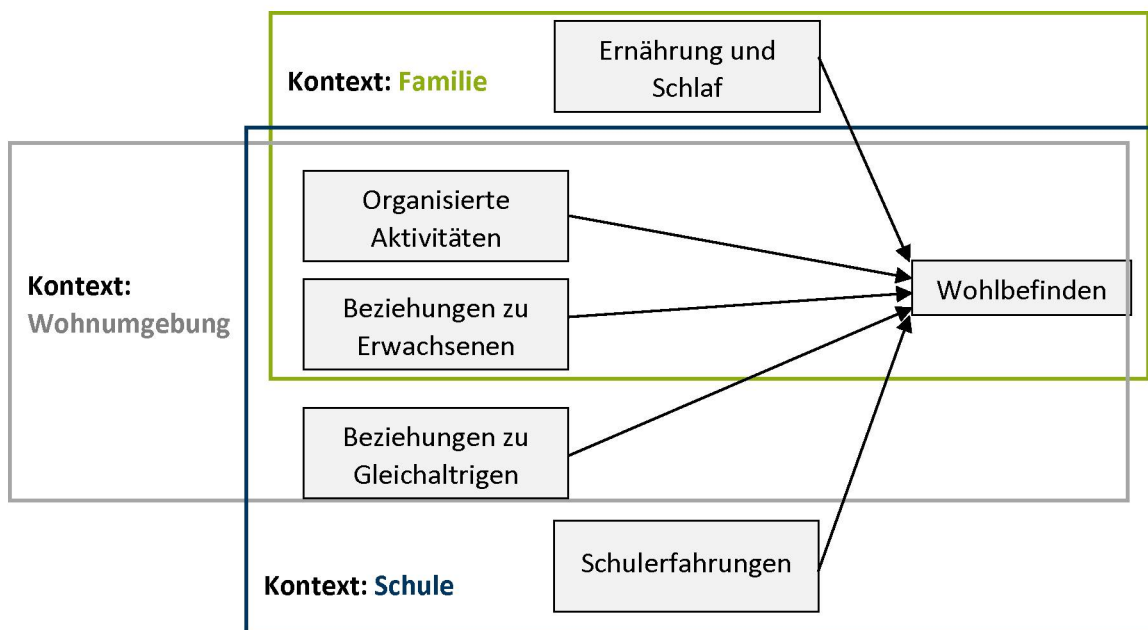 Ernährung und
Schlaf
Kontext: Familie
Organisierte
Aktivitäten
Kontext:
Wohnumgebung
Beziehungen zu
Erwachsenen
Wohlbefinden
Beziehungen zu
Gleichaltrigen
Schulerfahrungen
Kontext: Schule